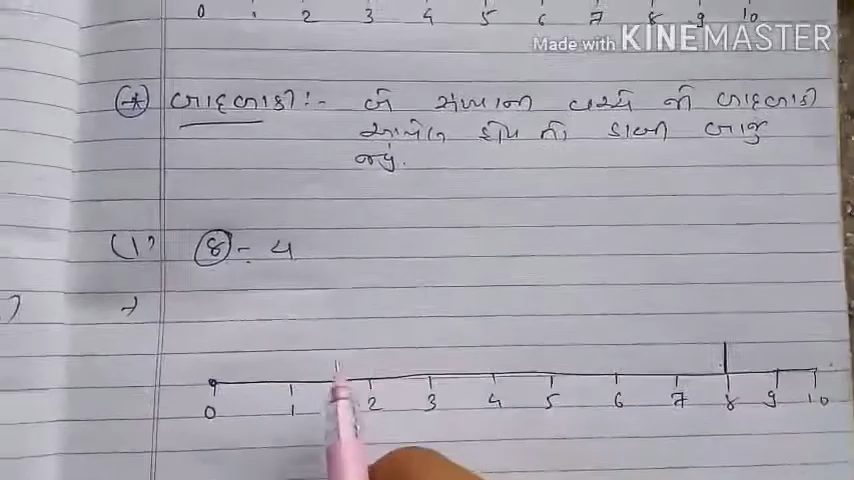 0 1 2 3 4 5 6 7 8 9 10
Made with KINEMASTER
* બાદબાકી :- બે સંખ્યાની વચ્ચે જો બાદબાકી
આપેલ હોય તો ડાબી બાજુ
જવું.
(1) 8 - 4
→
0 1 2 3 4 5 6 7 8 9 10